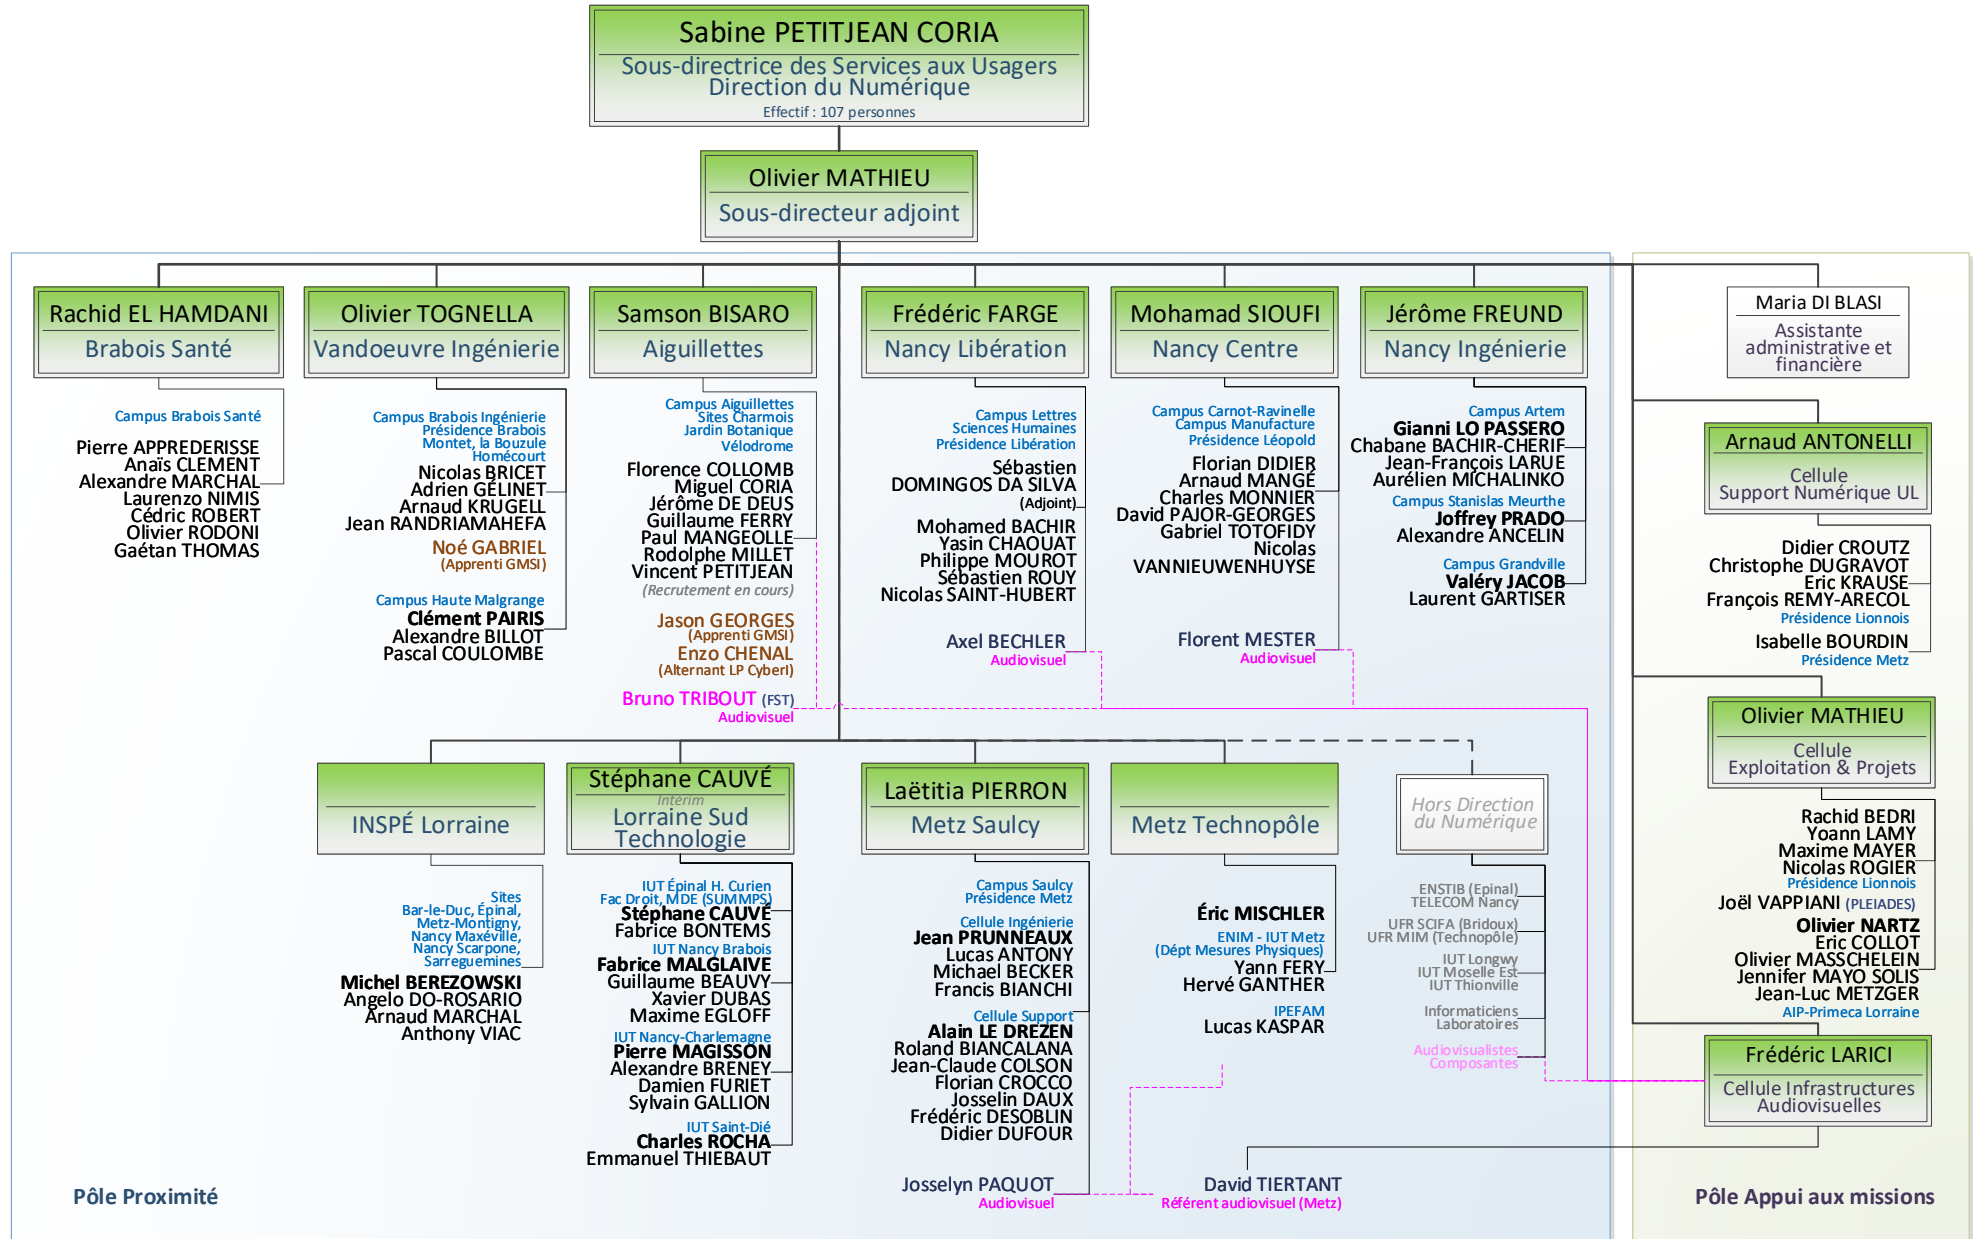 Sabine PETITJEAN CORIA
Sous-directrice des Services aux Usagers
Direction du Numérique
Effectif : 107 personnes
Olivier MATHIEU
Sous-directeur adjoint
Rachid EL HAMDANI
Brabois Santé
Campus Brabois Santé
Pierre APPREDERISSE
Anaïs CLEMENT
Alexandre MARCHAL
Laurenzo NIMIS
Cédric ROBERT
Olivier RODONI
Gaétan THOMAS
Olivier TOGNELLA
Vandoeuvre Ingénierie
Campus Brabois Ingénierie
Présidence Brabois
Montet, la Bouzule
Homécourt
Nicolas BRICET
Adrien GÉLINET
Arnaud KRUGELL
Jean RANDRIAMAHEFA
Noé GABRIEL
(Apprenti GMSI)
Campus Haute Malgrange
Clément PAIRIS
Alexandre BILLOT
Pascal COULOMBE
Samson BISARO
Aiguillettes
Campus Aiguillettes
Sites Charmois
Jardin Botanique
Vélodrome
Florence COLLOMB
Miguel CORIA
Jérôme DE DEUS
Guillaume FERRY
Paul MANGEOLLE
Rodolphe MILLET
Vincent PETITJEAN
(Recrutement en cours)
Jason GEORGES
(Apprenti GMSI)
Enzo CHENAL
(Alternant LP CyberI)
Bruno TRIBOUT (FST)
Audiovisuel
Frédéric FARGE
Nancy Libération
Campus Lettres
Sciences Humaines
Présidence Libération
Sébastien
DOMINGOS DA SILVA
(Adjoint)
Mohamed BACHIR
Yasin CHAOUAT
Philippe MOUROT
Sébastien ROUY
Nicolas SAINT-HUBERT
Axel BECHLER
Audiovisuel
Mohamad SIOUFI
Nancy Centre
Campus Carnot-Ravinelle
Campus Manufacture
Présidence Léopold
Florian DIDIER
Arnaud MANGÉ
Charles MONNIER
David PAJOR-GEORGES
Gabriel TOTOFIDY
Nicolas
VANNIEUWENHUYSE
Florent MESTER
Audiovisuel
Jérôme FREUND
Nancy Ingénierie
Campus Artem
Gianni LO PASSERO
Chabane BACHIR-CHERIF
Jean-François LARUE
Aurélien MICHALINKO
Campus Stanislas Meurthe
Joffrey PRADO
Alexandre ANCELIN
Campus Grandville
Valéry JACOB
Laurent GARTISER
Maria DI BLASI
Assistante
administrative et
financière
Arnaud ANTONELLI
Cellule
Support Numérique UL
Didier CROUTZ
Christophe DUGRAVOT
Eric KRAUSE
François REMY-ARECOL
Présidence Lionnois
Isabelle BOURDIN
Présidence Metz
Olivier MATHIEU
Cellule
Exploitation & Projets
Rachid BEDRI
Yoann LAMY
Maxime MAYER
Nicolas ROGIER
Présidence Lionnois
Joël VAPPIANI (PLEIADES)
Olivier NARTZ
Eric COLLOT
Olivier MASSCHELEIN
Jennifer MAYO SOLIS
Jean-Luc METZGER
AIP-Primeca Lorraine
Frédéric LARICI
Cellule Infrastructures
Audiovisuelles
INSPÉ Lorraine
Sites
Bar-le-Duc, Épinal,
Metz-Montigny,
Nancy Maxéville,
Nancy Scarpone,
Sarreguemines
Michel BEREZOWSKI
Angelo DO-ROSARIO
Arnaud MARCHAL
Anthony VIAC
Stéphane CAUVÉ
Intérim
Lorraine Sud
Technologie
IUT Épinal H. Curien
Fac Droit, MDE (SUMMPS)
Stéphane CAUVÉ
Fabrice BONTEMS
IUT Nancy Brabois
Fabrice MALGLAIVE
Guillaume BEAUVY
Xavier DUBAS
Maxime EGLOFF
IUT Nancy-Charlemagne
Pierre MAGISSON
Alexandre BRENEY
Damien FURIET
Sylvain GALLION
IUT Saint-Dié
Charles ROCHA
Emmanuel THIEBAUT
Laëtitia PIERRON
Metz Saulcy
Campus Saulcy
Présidence Metz
Cellule Ingénierie
Jean PRUNNEAUX
Lucas ANTONY
Michael BECKER
Francis BIANCHI
Cellule Support
Alain LE DREZEN
Roland BIANCALANA
Jean-Claude COLSON
Florian CROCCO
Josselin DAUX
Frédéric DESOBLIN
Didier DUFOUR
Josselyn PAQUOT
Audiovisuel
Metz Technopôle
Éric MISCHLER
ENIM - IUT Metz
(Dépt Mesures Physiques)
Yann FERY
Hervé GANTHER
IPEFAM
Lucas KASPAR
David TIERTANT
Référent audiovisuel (Metz)
Hors Direction
du Numérique
ENSTIB (Epinal)
TELECOM Nancy
UFR SCIFA (Bridoux)
UFR MIM (Technopôle)
IUT Longwy
IUT Moselle Est
IUT Thionville
Informaticiens
Laboratoires
Audiovisualistes
Composantes
Pôle Proximité
Pôle Appui aux missions